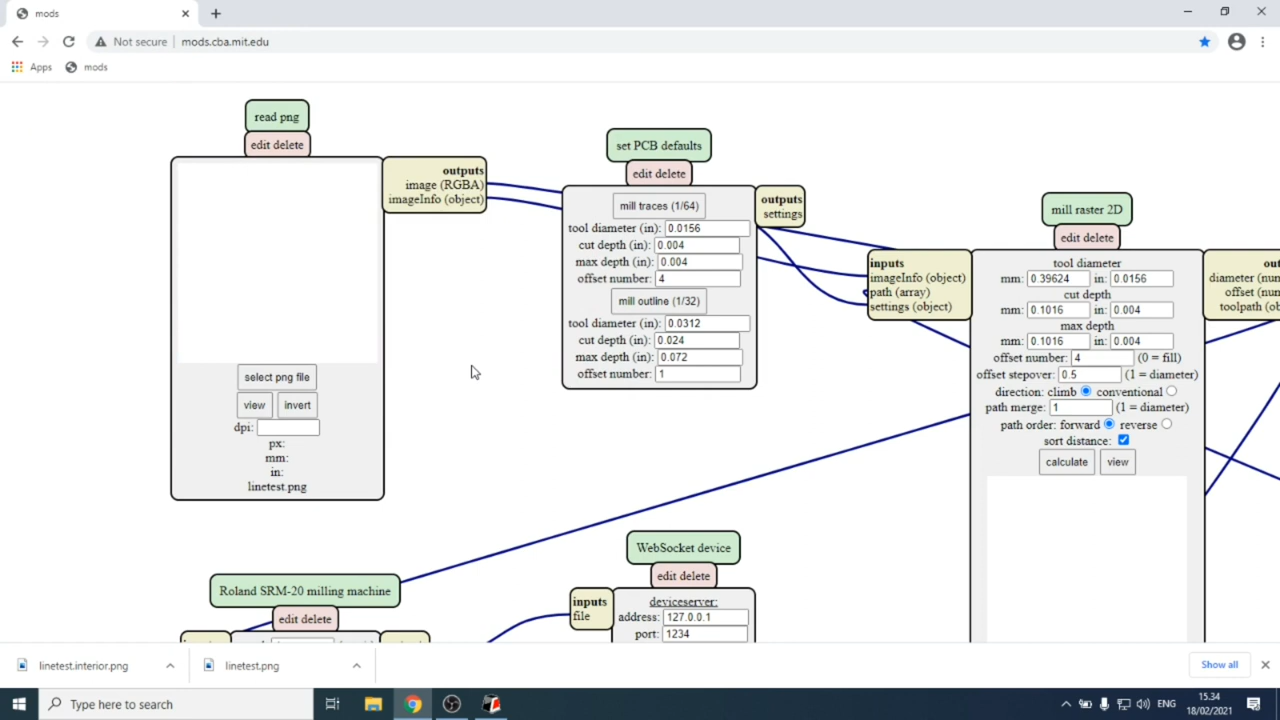 mods
Not secure
mods.cba.mit.edu
Apps
mods
read png
edit delete
outputs
image (RGBA)
imageInfo (object)
select png file
view
invert
dpi:
px:
mm:
in:
linetest.png
set PCB defaults
edit delete
mill traces (1/64)
tool diameter (in): 0.0156
cut depth (in): 0.004
max depth (in): 0.004
offset number: 4
mill outline (1/32)
tool diameter (in): 0.0312
cut depth (in): 0.024
max depth (in): 0.072
offset number: 1
outputs
settings
mill raster 2D
edit delete
inputs
imageInfo (object)
path (array)
settings (object)
tool diameter
mm: 0.39624 in: 0.0156
cut depth
mm: 0.1016 in: 0.004
max depth
mm: 0.1016 in: 0.004
offset number: 4 (0 = fill)
offset stepover: 0.5 (1 = diameter)
direction: climb conventional
path merge: 1 (1 = diameter)
path order: forward reverse
sort distance:
calculate
view
diameter (nu
offset (nu
toolpath (o
Roland SRM-20 milling machine
edit delete
WebSocket device
edit delete
inputs
file
deviceserver:
address: 127.0.0.1
port: 1234
linetest.interior.png
linetest.png
Show all
Type here to search
ENG
15.34
18/02/2021